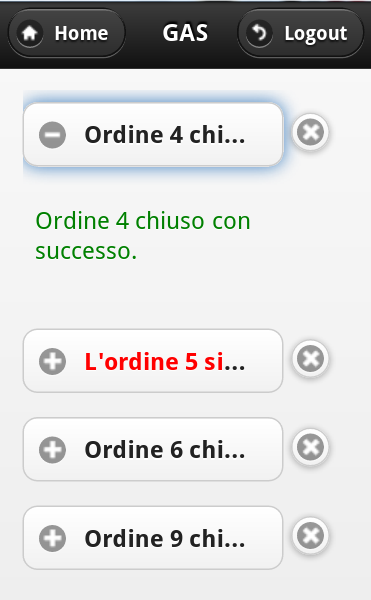 Home
GAS
Logout
Ordine 4 chi...
Ordine 4 chiuso con
successo.
L'ordine 5 si...
Ordine 6 chi...
Ordine 9 chi...